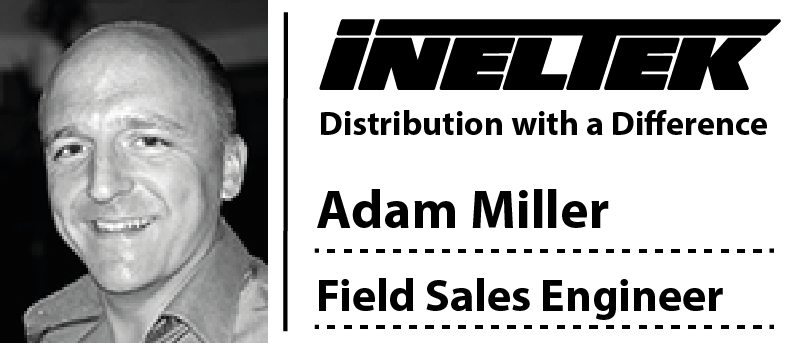 INELTEK
Distribution with a Difference
Adam Miller
Field Sales Engineer